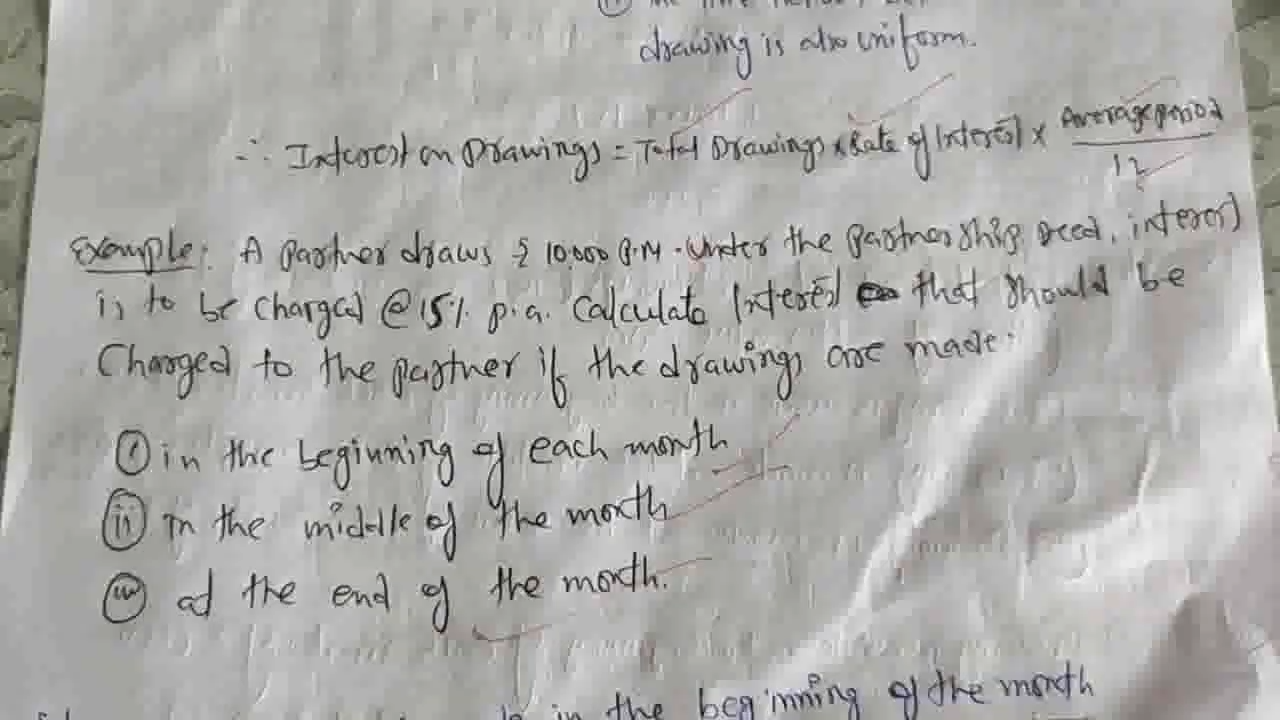 drawing is also uniform.
∴ Interest on Drawings = Total Drawings × Rate of Interest × Average period / 12
Example: A partner draws ₹ 10,000 P.M. Under the partnership deed, interest
is to be charged @ 15% p.a. Calculate Interest that should be
Charged to the partner if the drawings are made:
(i) in the beginning of each month
(ii) in the middle of the month
(iii) at the end of the month.
in the beginning of the month